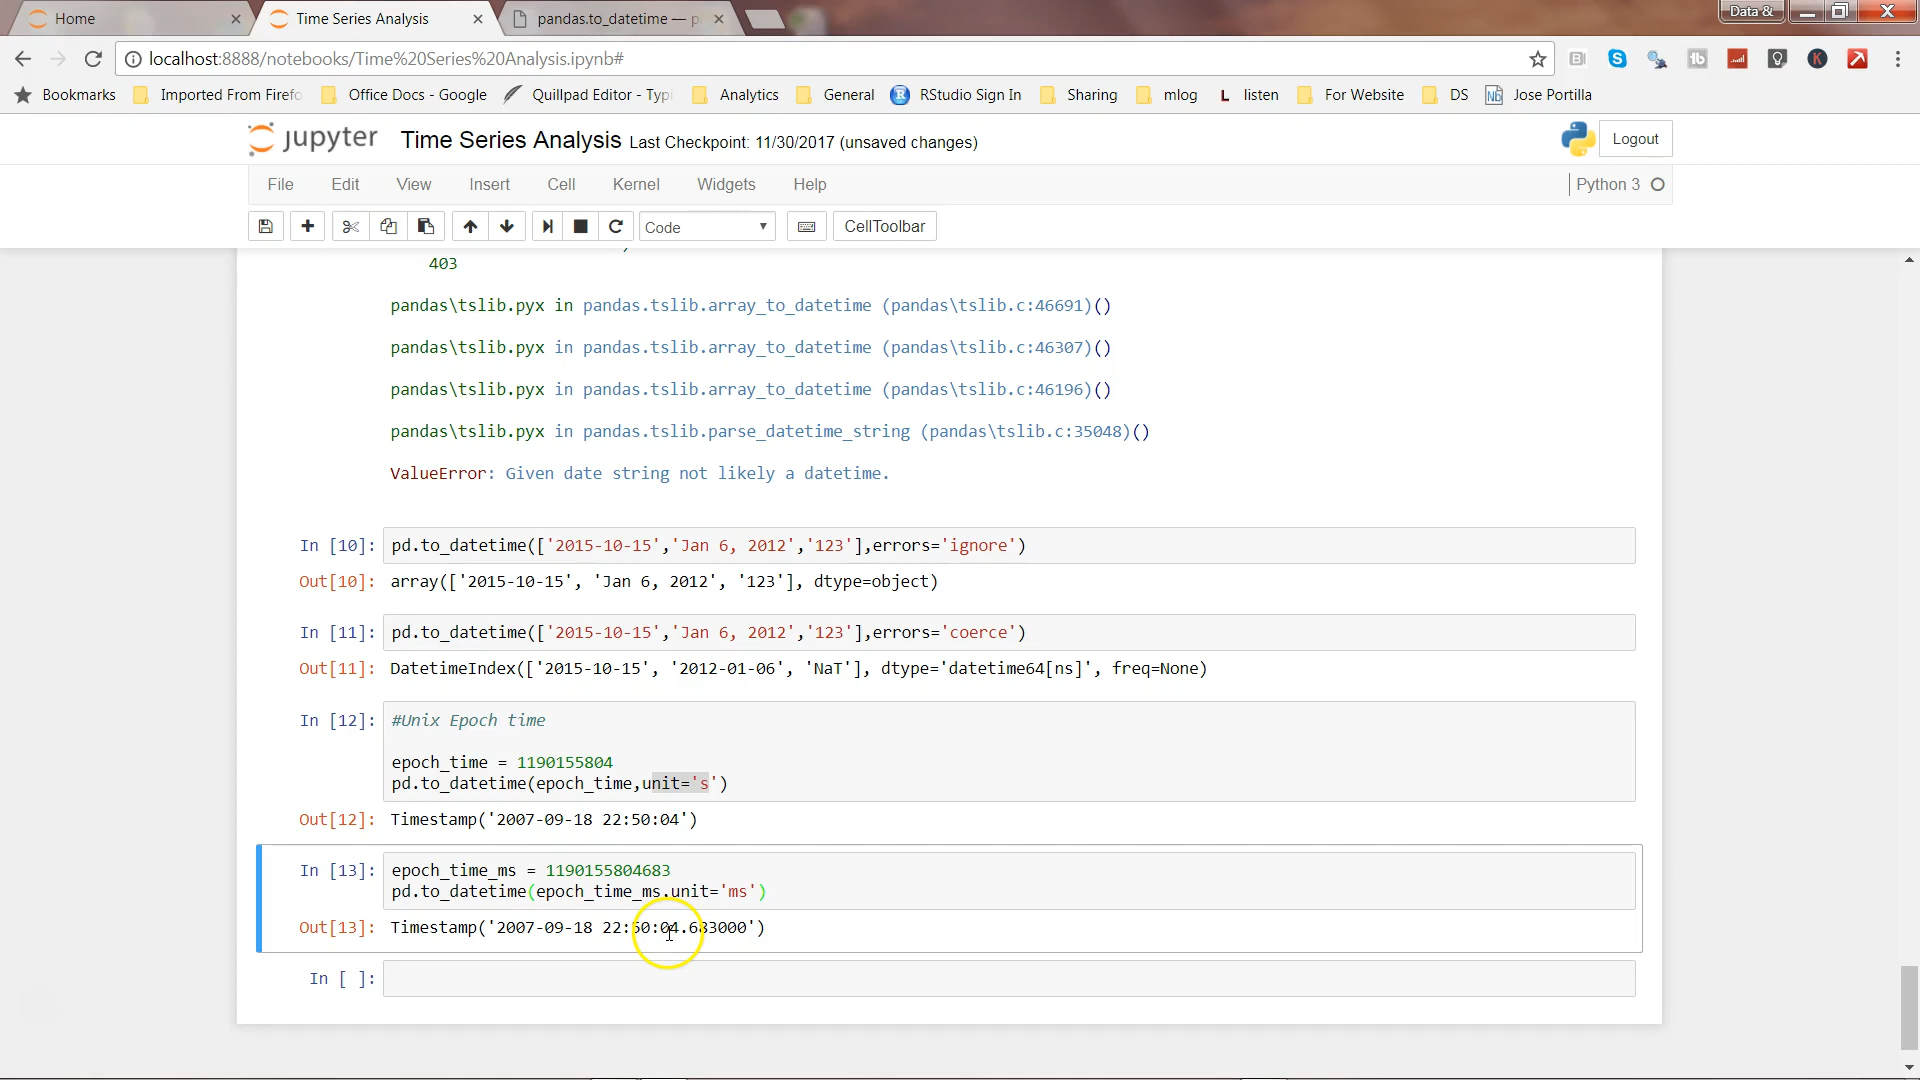 Home
Time Series Analysis
pandas.to_datetime — p
Data &
localhost:8888/notebooks/Time%20Series%20Analysis.ipynb#
Bookmarks
Imported From Firefo
Office Docs - Google
Quillpad Editor - Typi
Analytics
General
RStudio Sign In
Sharing
mlog
L listen
For Website
DS
Nb Jose Portilla
jupyter Time Series Analysis Last Checkpoint: 11/30/2017 (unsaved changes)
Logout
File Edit View Insert Cell Kernel Widgets Help
Python 3
Code
CellToolbar
403
pandas\tslib.pyx in pandas.tslib.array_to_datetime (pandas\tslib.c:46691)()
pandas\tslib.pyx in pandas.tslib.array_to_datetime (pandas\tslib.c:46307)()
pandas\tslib.pyx in pandas.tslib.array_to_datetime (pandas\tslib.c:46196)()
pandas\tslib.pyx in pandas.tslib.parse_datetime_string (pandas\tslib.c:35048)()
ValueError: Given date string not likely a datetime.
In [10]: pd.to_datetime(['2015-10-15','Jan 6, 2012','123'],errors='ignore')
Out[10]: array(['2015-10-15', 'Jan 6, 2012', '123'], dtype=object)
In [11]: pd.to_datetime(['2015-10-15','Jan 6, 2012','123'],errors='coerce')
Out[11]: DatetimeIndex(['2015-10-15', '2012-01-06', 'NaT'], dtype='datetime64[ns]', freq=None)
In [12]: #Unix Epoch time
epoch_time = 1190155804
pd.to_datetime(epoch_time,unit='s')
Out[12]: Timestamp('2007-09-18 22:50:04')
In [13]: epoch_time_ms = 1190155804683
pd.to_datetime(epoch_time_ms,unit='ms')
Out[13]: Timestamp('2007-09-18 22:50:04.683000')
In [ ]: